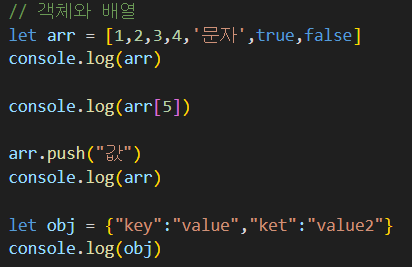 // 객체와 배열
let arr = [1,2,3,4,'문자',true,false]
console.log(arr)
console.log(arr[5])
arr.push("값")
console.log(arr)
let obj = {"key":"value","ket":"value2"}
console.log(obj)